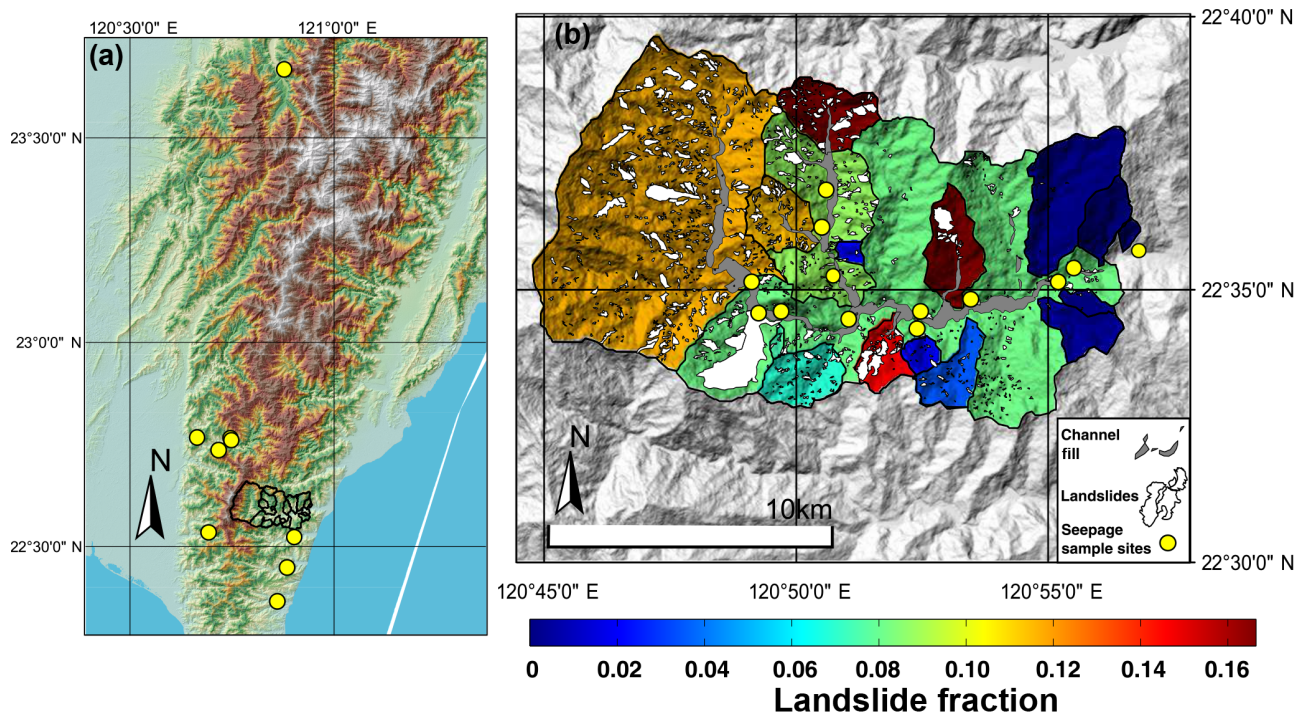 120°30'0" E
121°0'0" E
(a)
23°30'0" N
23°0'0" N
22°30'0" N
N
(b)
22°40'0" N
22°35'0" N
22°30'0" N
N
10km
Channel
fill
Landslides
Seepage
sample sites
120°45'0" E
120°50'0" E
120°55'0" E
0
0.02
0.04
0.06
0.08
0.10
0.12
0.14
0.16
Landslide fraction